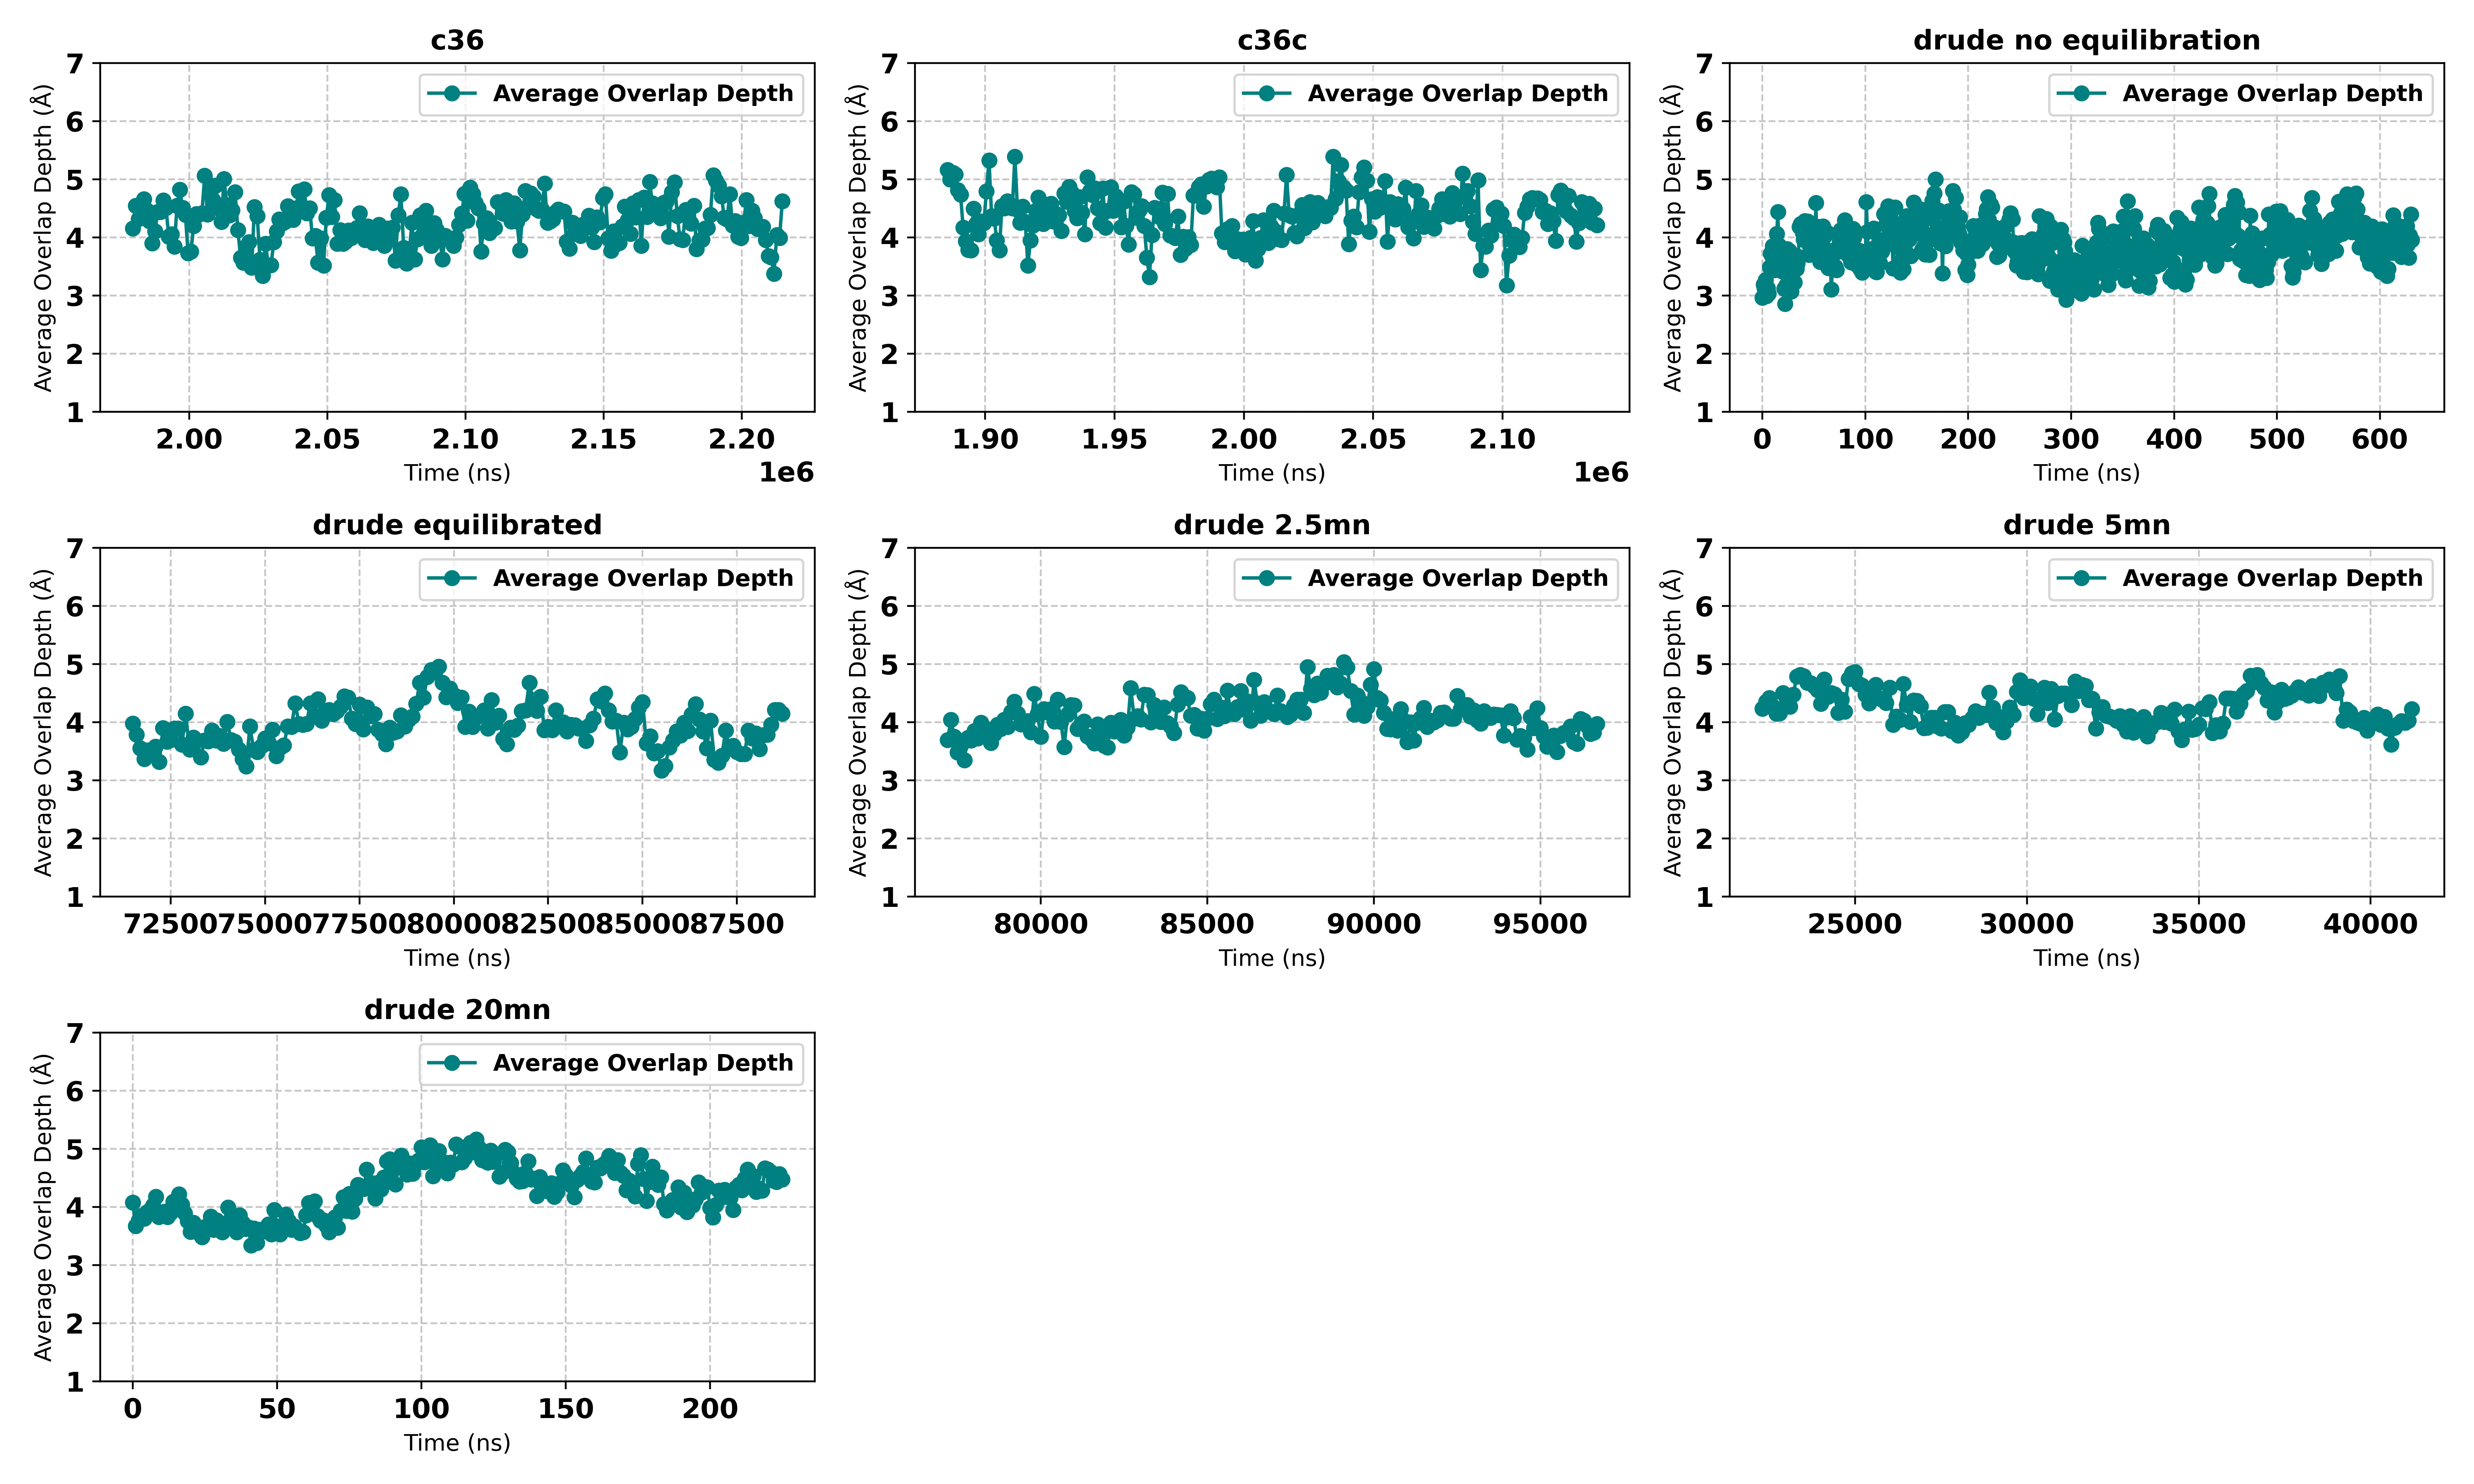 c36
7
6
5
4
3
2
1
Average Overlap Depth (Å)
Average Overlap Depth
2.00 2.05 2.10 2.15 2.20
Time (ns)
1e6
c36c
7
6
5
4
3
2
1
Average Overlap Depth (Å)
Average Overlap Depth
1.90 1.95 2.00 2.05 2.10
Time (ns)
1e6
drude no equilibration
7
6
5
4
3
2
1
Average Overlap Depth (Å)
Average Overlap Depth
0 100 200 300 400 500 600
Time (ns)
drude equilibrated
7
6
5
4
3
2
1
Average Overlap Depth (Å)
Average Overlap Depth
72500 75000 77500 80000 82500 85000 87500
Time (ns)
drude 2.5mn
7
6
5
4
3
2
1
Average Overlap Depth (Å)
Average Overlap Depth
80000 85000 90000 95000
Time (ns)
drude 5mn
7
6
5
4
3
2
1
Average Overlap Depth (Å)
Average Overlap Depth
25000 30000 35000 40000
Time (ns)
drude 20mn
7
6
5
4
3
2
1
Average Overlap Depth (Å)
Average Overlap Depth
0 50 100 150 200
Time (ns)